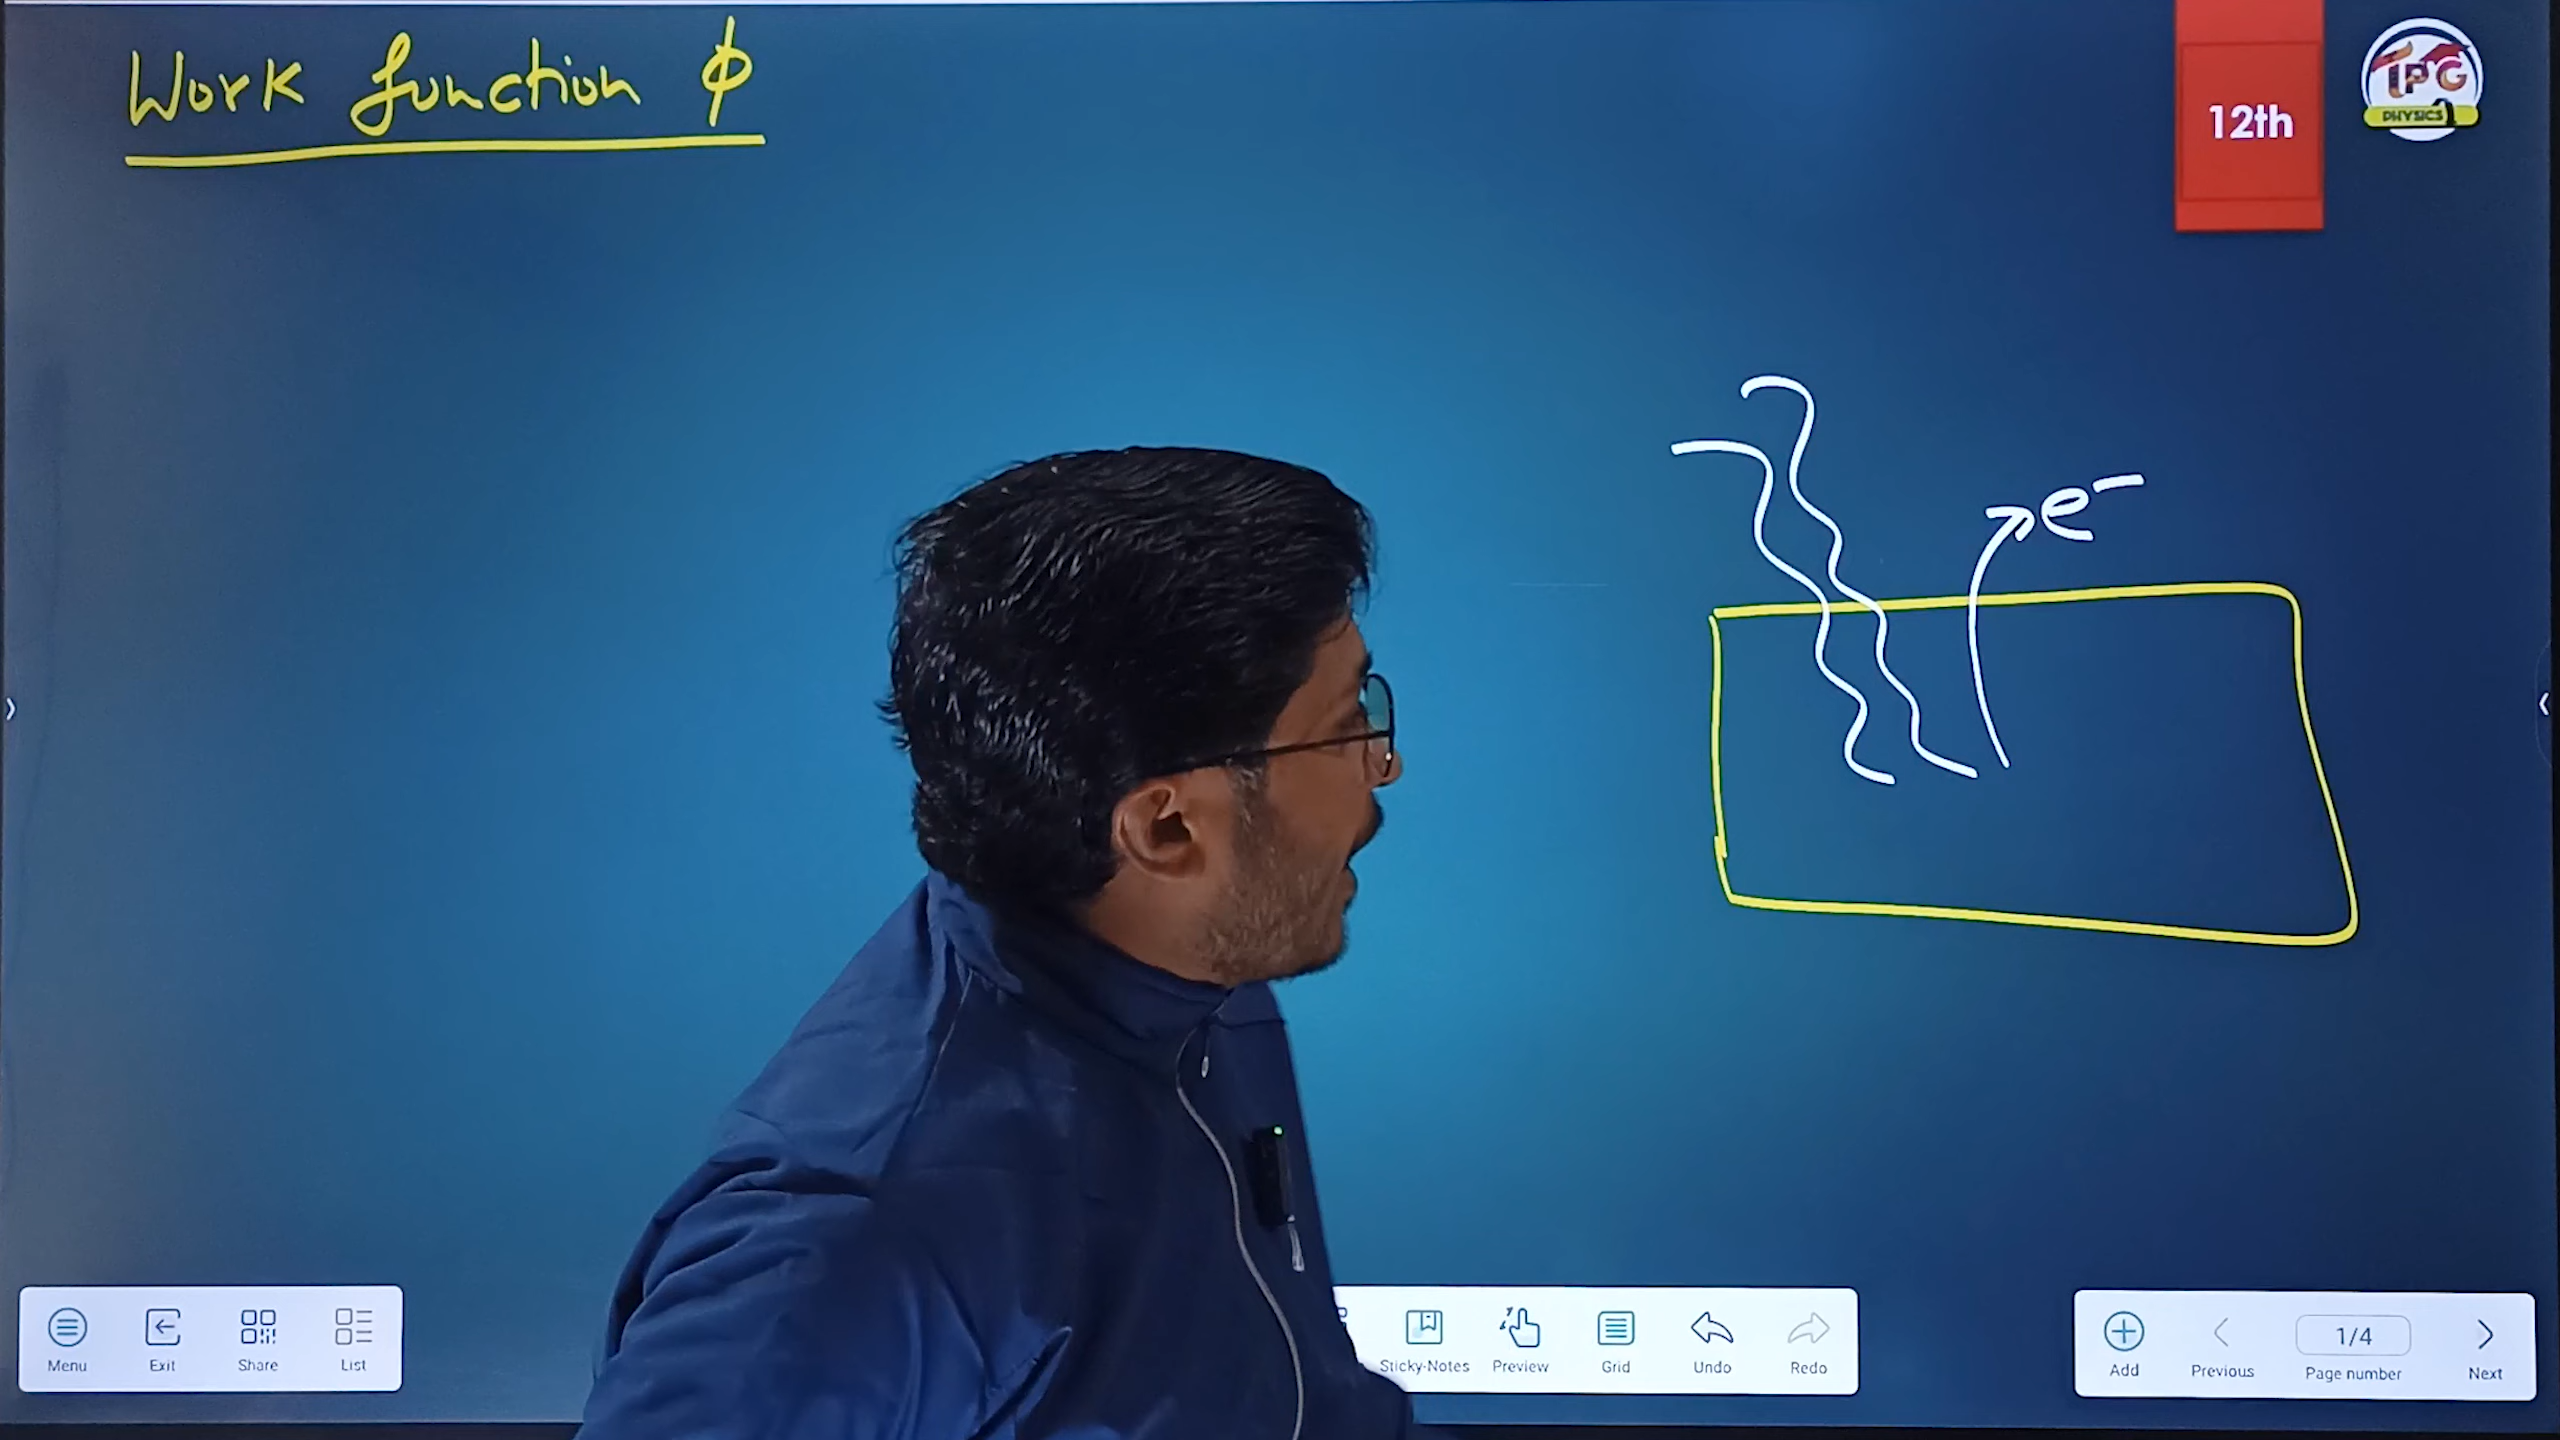 Work function ϕ
12th
IPG
PHYSICS
e⁻
Menu
Exit
Share
List
Sticky-Notes
Preview
Grid
Undo
Redo
Add
Previous
1/4
Page number
Next